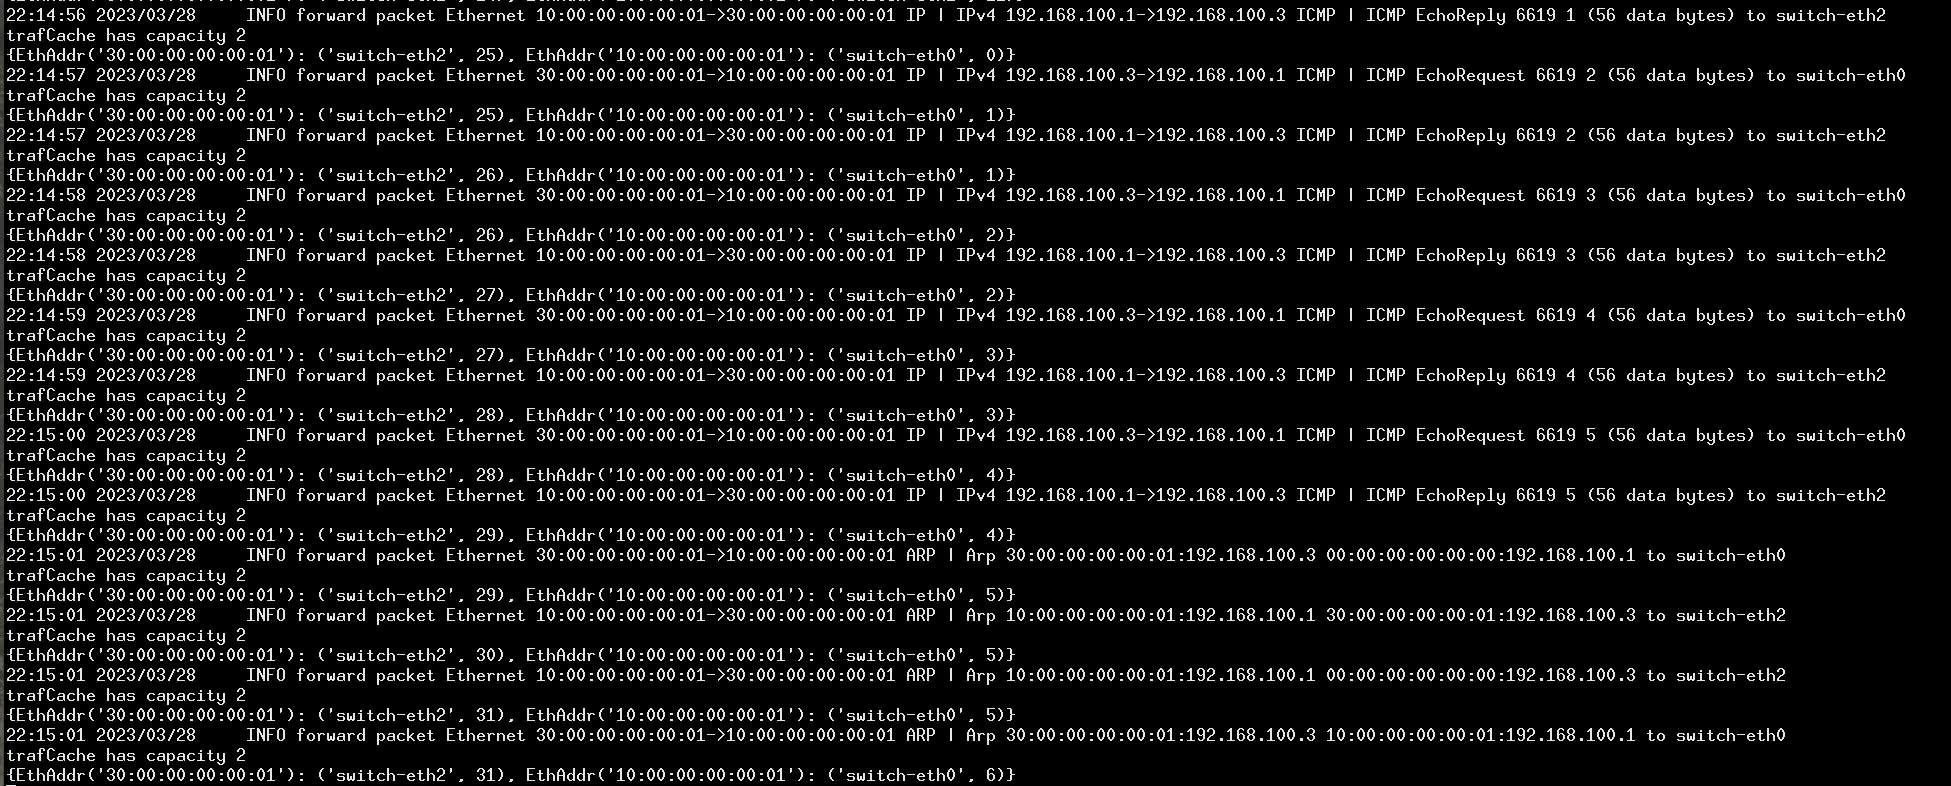 22:14:56 2023/03/28     INFO forward packet Ethernet 10:00:00:00:00:01->30:00:00:00:00:01 IP | IPv4 192.168.100.1->192.168.100.3 ICMP | ICMP EchoReply 6619 1 (56 data bytes) to switch-eth2
trafCache has capacity 2
{EthAddr('30:00:00:00:00:01'): ('switch-eth2', 25), EthAddr('10:00:00:00:00:01'): ('switch-eth0', 0)}
22:14:57 2023/03/28     INFO forward packet Ethernet 30:00:00:00:00:01->10:00:00:00:00:01 IP | IPv4 192.168.100.3->192.168.100.1 ICMP | ICMP EchoRequest 6619 2 (56 data bytes) to switch-eth0
trafCache has capacity 2
{EthAddr('30:00:00:00:00:01'): ('switch-eth2', 25), EthAddr('10:00:00:00:00:01'): ('switch-eth0', 1)}
22:14:57 2023/03/28     INFO forward packet Ethernet 10:00:00:00:00:01->30:00:00:00:00:01 IP | IPv4 192.168.100.1->192.168.100.3 ICMP | ICMP EchoReply 6619 2 (56 data bytes) to switch-eth2
trafCache has capacity 2
{EthAddr('30:00:00:00:00:01'): ('switch-eth2', 26), EthAddr('10:00:00:00:00:01'): ('switch-eth0', 1)}
22:14:58 2023/03/28     INFO forward packet Ethernet 30:00:00:00:00:01->10:00:00:00:00:01 IP | IPv4 192.168.100.3->192.168.100.1 ICMP | ICMP EchoRequest 6619 3 (56 data bytes) to switch-eth0
trafCache has capacity 2
{EthAddr('30:00:00:00:00:01'): ('switch-eth2', 26), EthAddr('10:00:00:00:00:01'): ('switch-eth0', 2)}
22:14:58 2023/03/28     INFO forward packet Ethernet 10:00:00:00:00:01->30:00:00:00:00:01 IP | IPv4 192.168.100.1->192.168.100.3 ICMP | ICMP EchoReply 6619 3 (56 data bytes) to switch-eth2
trafCache has capacity 2
{EthAddr('30:00:00:00:00:01'): ('switch-eth2', 27), EthAddr('10:00:00:00:00:01'): ('switch-eth0', 2)}
22:14:59 2023/03/28     INFO forward packet Ethernet 30:00:00:00:00:01->10:00:00:00:00:01 IP | IPv4 192.168.100.3->192.168.100.1 ICMP | ICMP EchoRequest 6619 4 (56 data bytes) to switch-eth0
trafCache has capacity 2
{EthAddr('30:00:00:00:00:01'): ('switch-eth2', 27), EthAddr('10:00:00:00:00:01'): ('switch-eth0', 3)}
22:14:59 2023/03/28     INFO forward packet Ethernet 10:00:00:00:00:01->30:00:00:00:00:01 IP | IPv4 192.168.100.1->192.168.100.3 ICMP | ICMP EchoReply 6619 4 (56 data bytes) to switch-eth2
trafCache has capacity 2
{EthAddr('30:00:00:00:00:01'): ('switch-eth2', 28), EthAddr('10:00:00:00:00:01'): ('switch-eth0', 3)}
22:15:00 2023/03/28     INFO forward packet Ethernet 30:00:00:00:00:01->10:00:00:00:00:01 IP | IPv4 192.168.100.3->192.168.100.1 ICMP | ICMP EchoRequest 6619 5 (56 data bytes) to switch-eth0
trafCache has capacity 2
{EthAddr('30:00:00:00:00:01'): ('switch-eth2', 28), EthAddr('10:00:00:00:00:01'): ('switch-eth0', 4)}
22:15:00 2023/03/28     INFO forward packet Ethernet 10:00:00:00:00:01->30:00:00:00:00:01 IP | IPv4 192.168.100.1->192.168.100.3 ICMP | ICMP EchoReply 6619 5 (56 data bytes) to switch-eth2
trafCache has capacity 2
{EthAddr('30:00:00:00:00:01'): ('switch-eth2', 29), EthAddr('10:00:00:00:00:01'): ('switch-eth0', 4)}
22:15:01 2023/03/28     INFO forward packet Ethernet 30:00:00:00:00:01->10:00:00:00:00:01 ARP | Arp 30:00:00:00:00:01:192.168.100.3 00:00:00:00:00:00:192.168.100.1 to switch-eth0
trafCache has capacity 2
{EthAddr('30:00:00:00:00:01'): ('switch-eth2', 29), EthAddr('10:00:00:00:00:01'): ('switch-eth0', 5)}
22:15:01 2023/03/28     INFO forward packet Ethernet 10:00:00:00:00:01->30:00:00:00:00:01 ARP | Arp 10:00:00:00:00:01:192.168.100.1 30:00:00:00:00:01:192.168.100.3 to switch-eth2
trafCache has capacity 2
{EthAddr('30:00:00:00:00:01'): ('switch-eth2', 30), EthAddr('10:00:00:00:00:01'): ('switch-eth0', 5)}
22:15:01 2023/03/28     INFO forward packet Ethernet 10:00:00:00:00:01->30:00:00:00:00:01 ARP | Arp 10:00:00:00:00:01:192.168.100.1 00:00:00:00:00:00:192.168.100.3 to switch-eth2
trafCache has capacity 2
{EthAddr('30:00:00:00:00:01'): ('switch-eth2', 31), EthAddr('10:00:00:00:00:01'): ('switch-eth0', 5)}
22:15:01 2023/03/28     INFO forward packet Ethernet 30:00:00:00:00:01->10:00:00:00:00:01 ARP | Arp 30:00:00:00:00:01:192.168.100.3 10:00:00:00:00:01:192.168.100.1 to switch-eth0
trafCache has capacity 2
{EthAddr('30:00:00:00:00:01'): ('switch-eth2', 31), EthAddr('10:00:00:00:00:01'): ('switch-eth0', 6)}